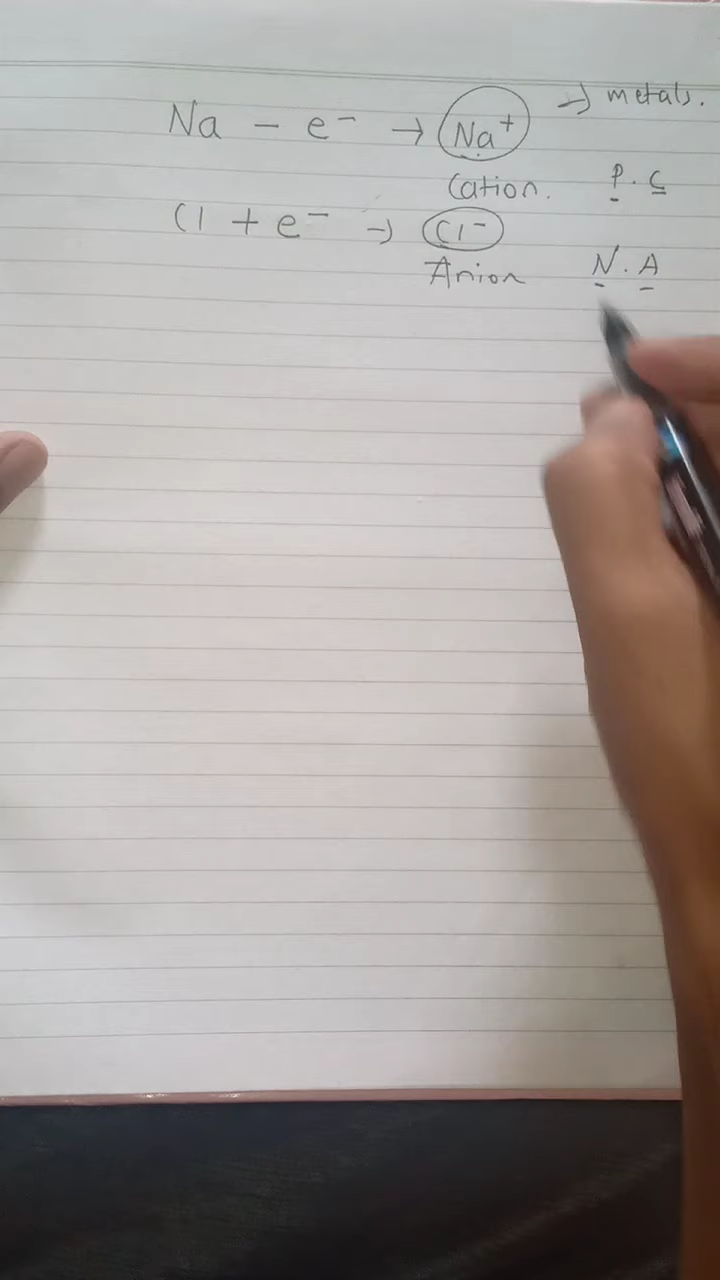 Na − e⁻ → Na⁺ → metals.
Cation. P.C
Cl + e⁻ → Cl⁻
Anion N.A